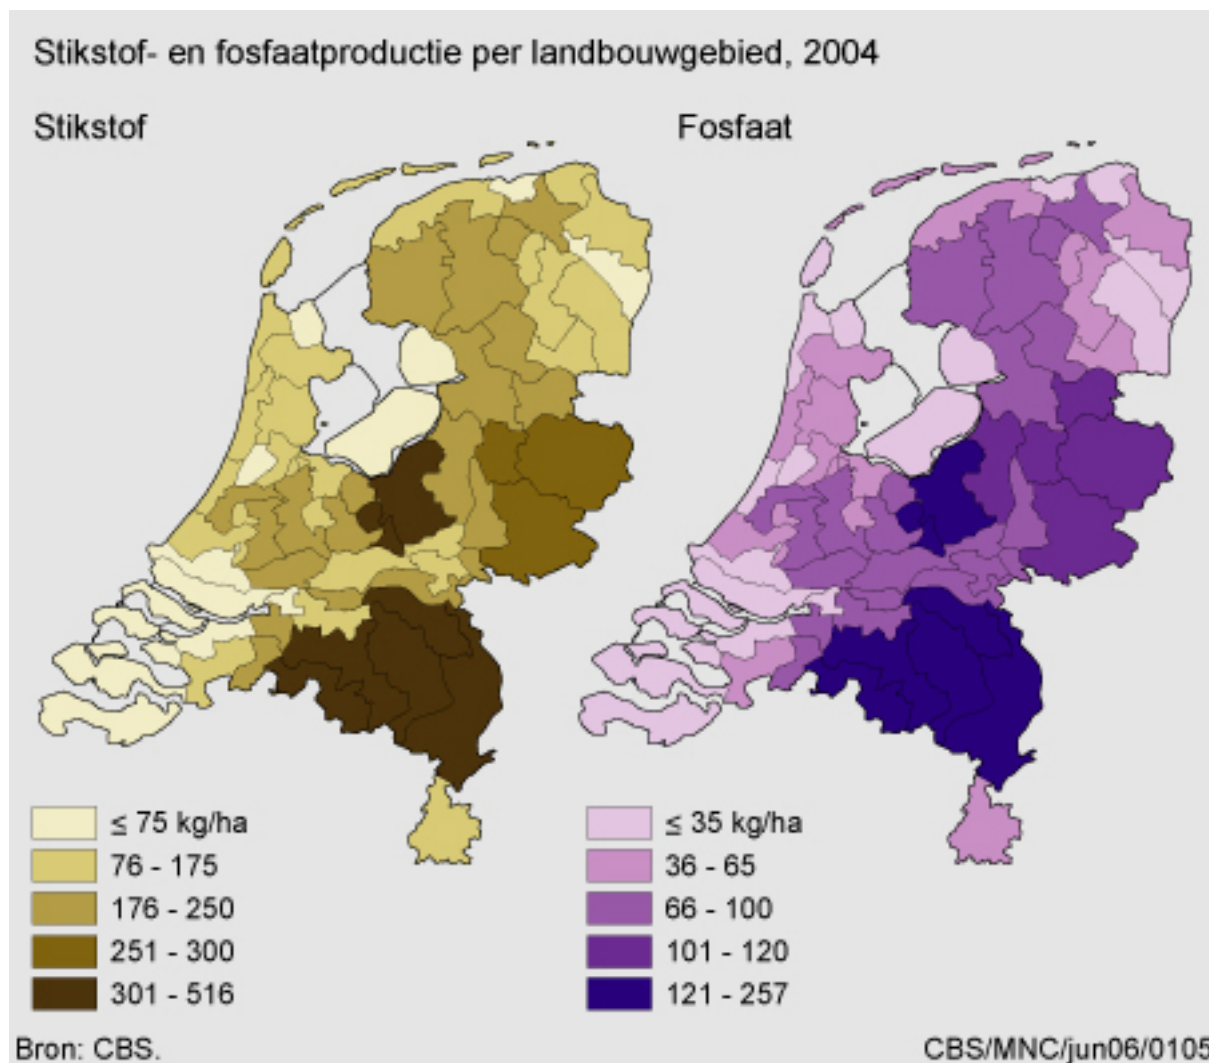 Stikstof- en fosfaatproductie per landbouwgebied, 2004
Stikstof
Fosfaat
≤ 75 kg/ha
76 - 175
176 - 250
251 - 300
301 - 516
≤ 35 kg/ha
36 - 65
66 - 100
101 - 120
121 - 257
Bron: CBS.
CBS/MNC/jun06/0105